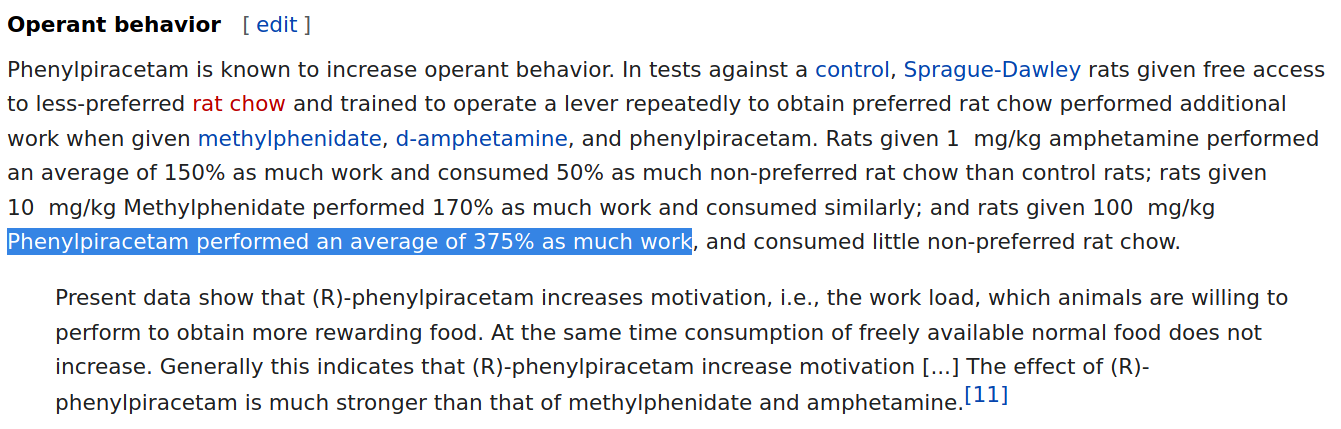 Operant behavior [ edit ]
Phenylpiracetam is known to increase operant behavior. In tests against a control, Sprague-Dawley rats given free access
to less-preferred rat chow and trained to operate a lever repeatedly to obtain preferred rat chow performed additional
work when given methylphenidate, d-amphetamine, and phenylpiracetam. Rats given 1 mg/kg amphetamine performed
an average of 150% as much work and consumed 50% as much non-preferred rat chow than control rats; rats given
10 mg/kg Methylphenidate performed 170% as much work and consumed similarly; and rats given 100 mg/kg
Phenylpiracetam performed an average of 375% as much work, and consumed little non-preferred rat chow.
Present data show that (R)-phenylpiracetam increases motivation, i.e., the work load, which animals are willing to
perform to obtain more rewarding food. At the same time consumption of freely available normal food does not
increase. Generally this indicates that (R)-phenylpiracetam increase motivation [...] The effect of (R)-
phenylpiracetam is much stronger than that of methylphenidate and amphetamine.[11]